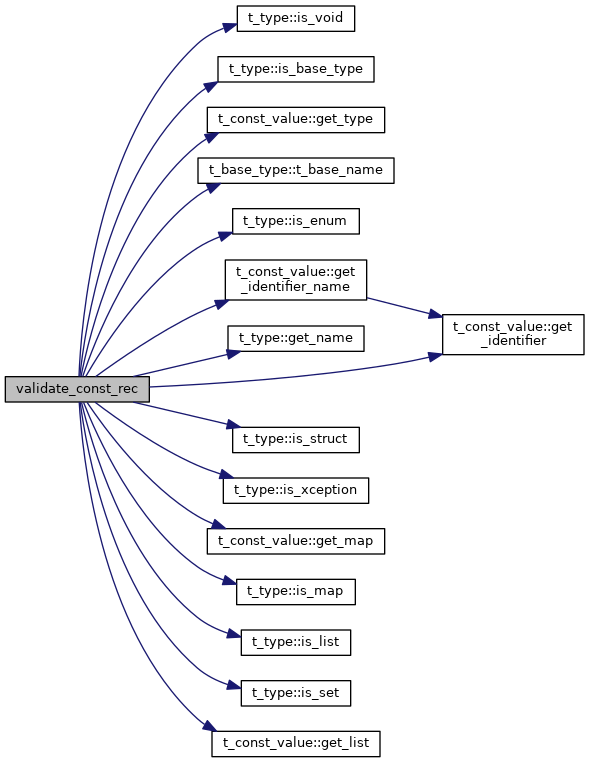 t_type::is_void
t_type::is_base_type
t_const_value::get_type
t_base_type::t_base_name
t_type::is_enum
t_const_value::get
_identifier_name
t_const_value::get
_identifier
t_type::get_name
validate_const_rec
t_type::is_struct
t_type::is_xception
t_const_value::get_map
t_type::is_map
t_type::is_list
t_type::is_set
t_const_value::get_list